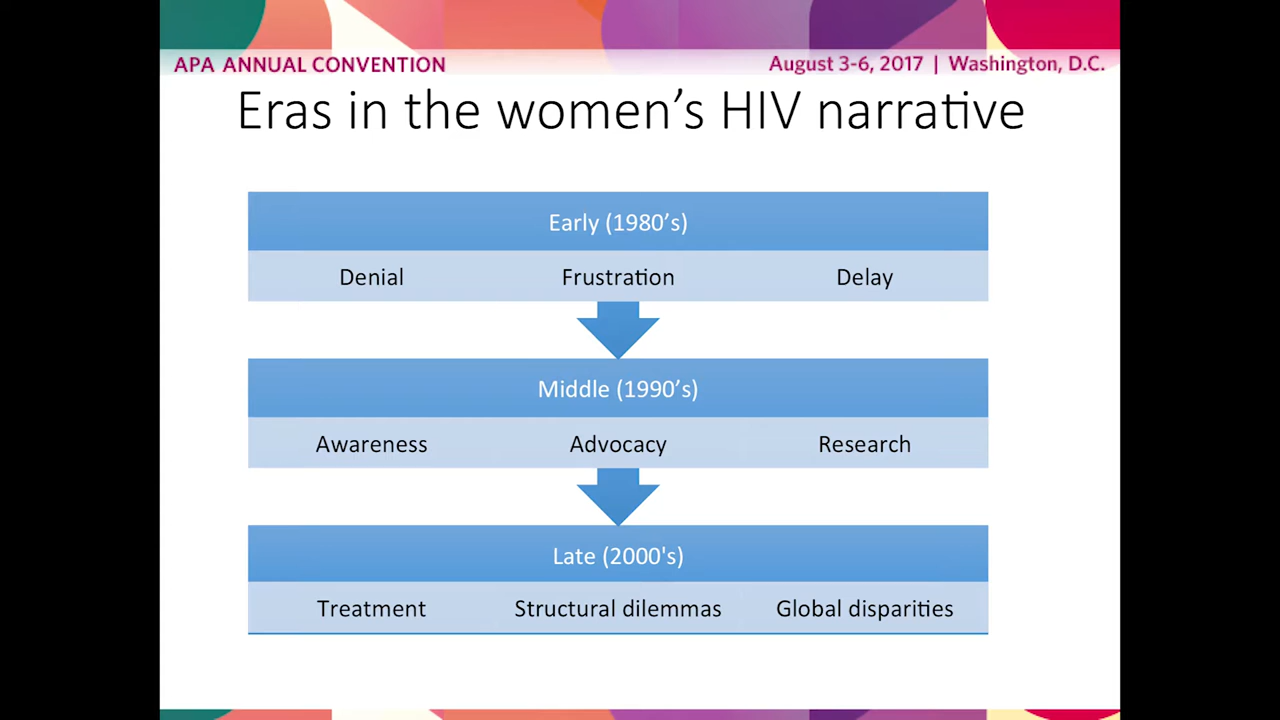 APA ANNUAL CONVENTION August 3-6, 2017 | Washington, D.C.
Eras in the women’s HIV narrative
Early (1980’s)
Denial Frustration Delay
Middle (1990’s)
Awareness Advocacy Research
Late (2000's)
Treatment Structural dilemmas Global disparities